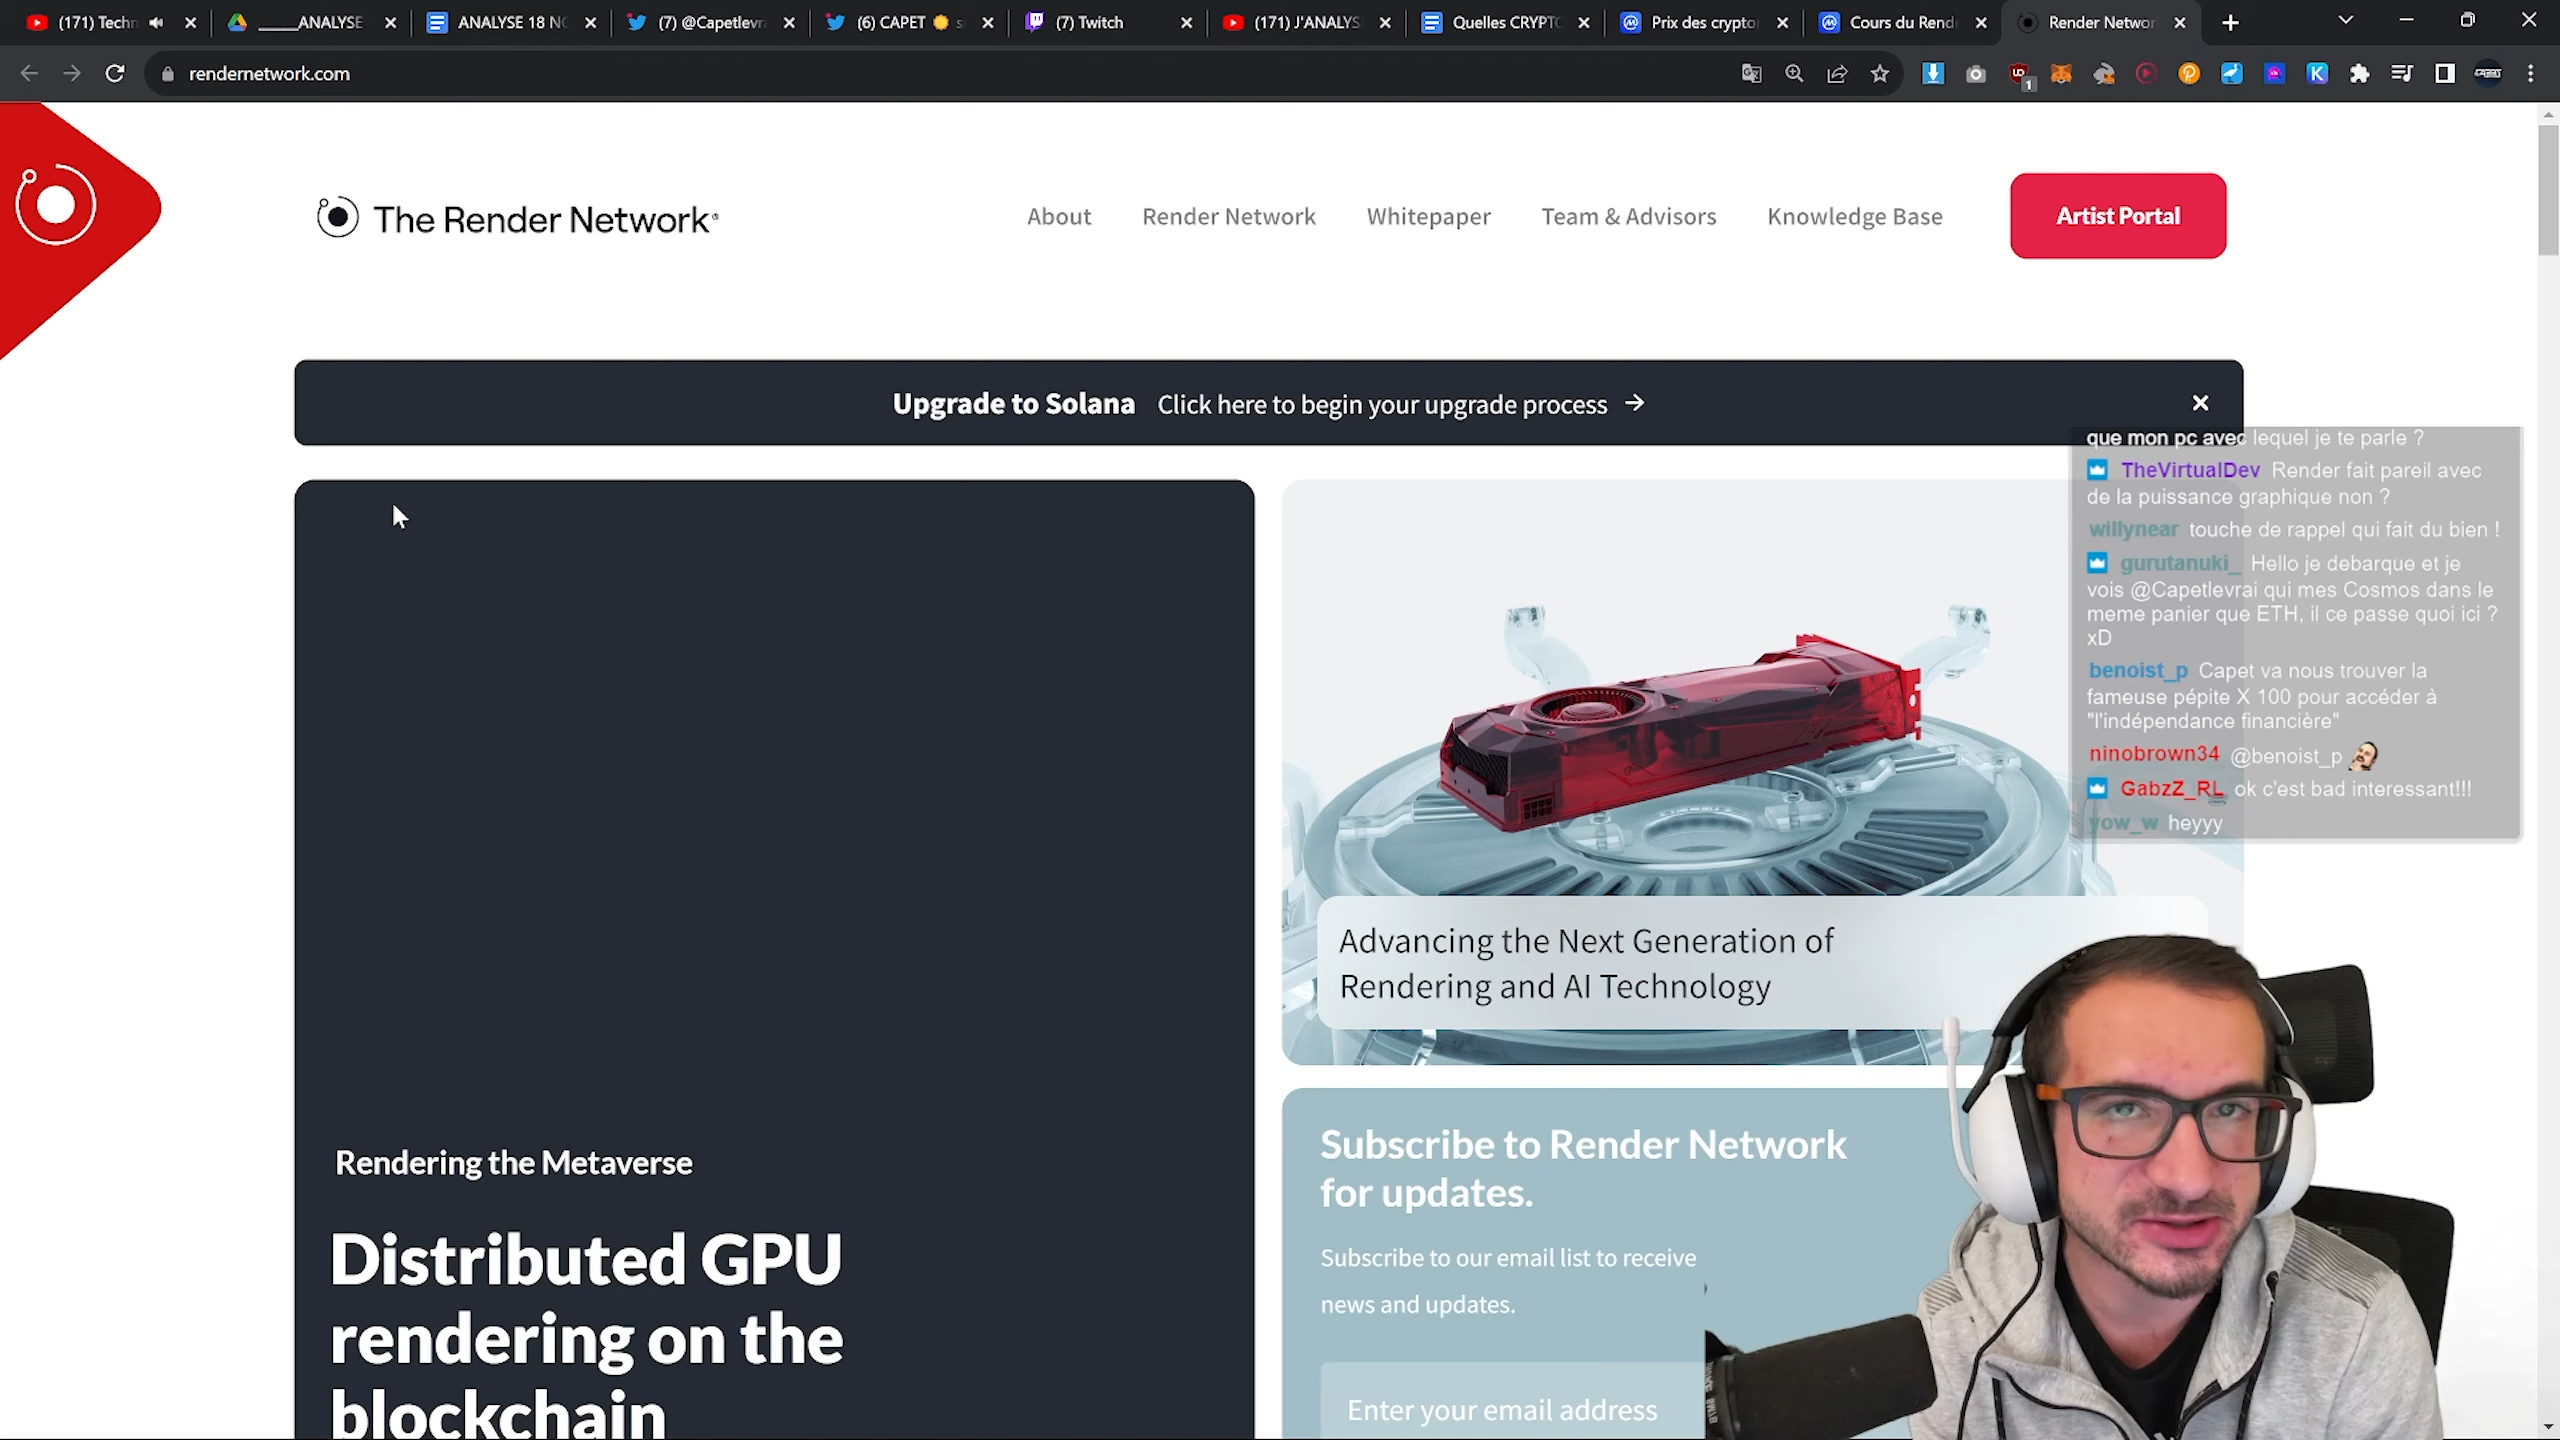 (171) Techn
____ANALYSE
ANALYSE 18 NO
(7) @Capetlevra
(6) CAPET
(7) Twitch
(171) J'ANALYS
Quelles CRYPTO
Prix des crypto
Cours du Rend
Render Networ
rendernetwork.com
1
The Render Network
About
Render Network
Whitepaper
Team & Advisors
Knowledge Base
Artist Portal
Upgrade to Solana Click here to begin your upgrade process →
que mon pc avec lequel je te parle ?
TheVirtualDev Render fait pareil avec
de la puissance graphique non ?
willynear touche de rappel qui fait du bien !
gurutanuki_ Hello je debarque et je
vois @Capetlevrai qui mes Cosmos dans le
meme panier que ETH, il ce passe quoi ici ?
xD
benoist_p Capet va nous trouver la
fameuse pépite X 100 pour accéder à
"l'indépendance financière"
ninobrown34 @benoist_p
GabzZ_RL ok c'est bad interessant!!!
yow_w heyyy
Advancing the Next Generation of
Rendering and AI Technology
Rendering the Metaverse
Distributed GPU
rendering on the
blockchain
Subscribe to Render Network
for updates.
Subscribe to our email list to receive
news and updates.
Enter your email address